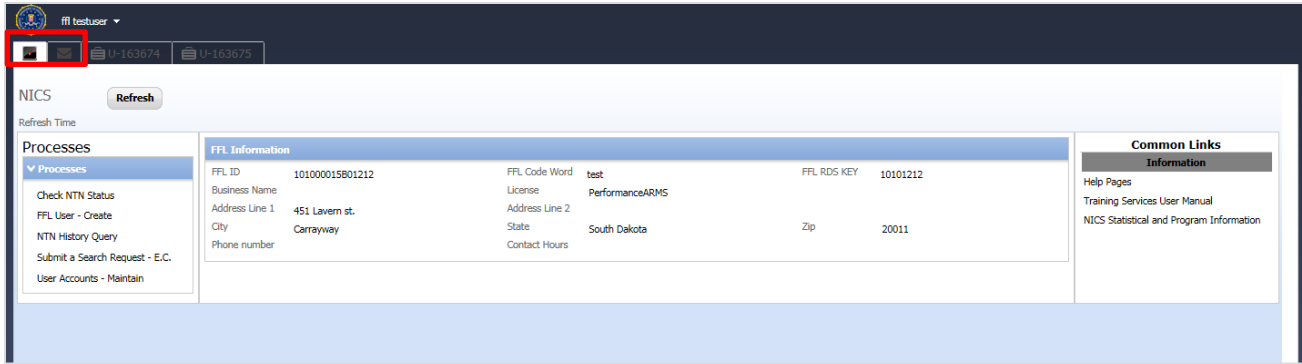 ffl testuser
U-163674 U-163675
NICS Refresh
Refresh Time
Processes
Processes
Check NTN Status
FFL User - Create
NTN History Query
Submit a Search Request - E.C.
User Accounts - Maintain
FFL Information
FFL ID 101000015B01212 FFL Code Word test FFL RDS KEY 10101212
Business Name License PerformanceARMS
Address Line 1 451 Lavern st. Address Line 2
City Carrayway State South Dakota Zip 20011
Phone number Contact Hours
Common Links
Information
Help Pages
Training Services User Manual
NICS Statistical and Program Information